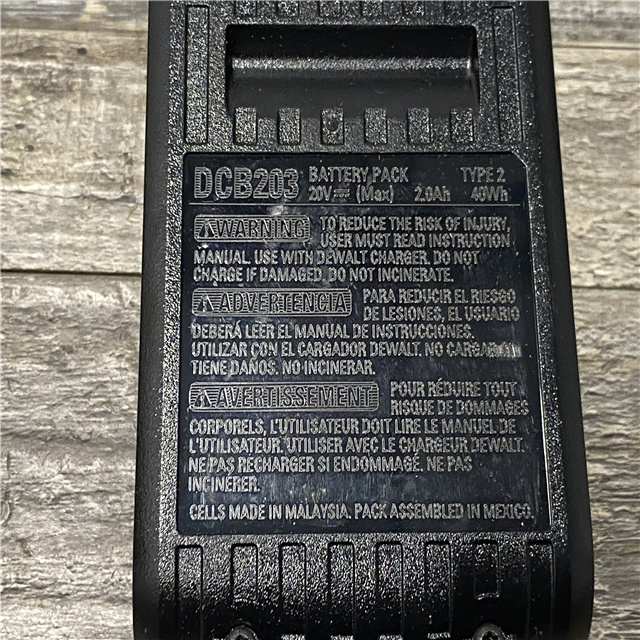 DCB203 BATTERY PACK TYPE 2
20V⎓ (Max) 2.0Ah 40Wh
⚠WARNING TO REDUCE THE RISK OF INJURY,
USER MUST READ INSTRUCTION
MANUAL. USE WITH DEWALT CHARGER. DO NOT
CHARGE IF DAMAGED. DO NOT INCINERATE.
⚠ADVERTENCIA PARA REDUCIR EL RIESGO
DE LESIONES, EL USUARIO
DEBERÁ LEER EL MANUAL DE INSTRUCCIONES.
UTILIZAR CON EL CARGADOR DEWALT. NO CARGAR SI
TIENE DAÑOS. NO INCINERAR.
⚠AVERTISSEMENT POUR RÉDUIRE TOUT
RISQUE DE DOMMAGES
CORPORELS, L'UTILISATEUR DOIT LIRE LE MANUEL DE
L'UTILISATEUR. UTILISER AVEC LE CHARGEUR DEWALT.
NE PAS RECHARGER SI ENDOMMAGÉ. NE PAS
INCINÉRER.
CELLS MADE IN MALAYSIA. PACK ASSEMBLED IN MEXICO.